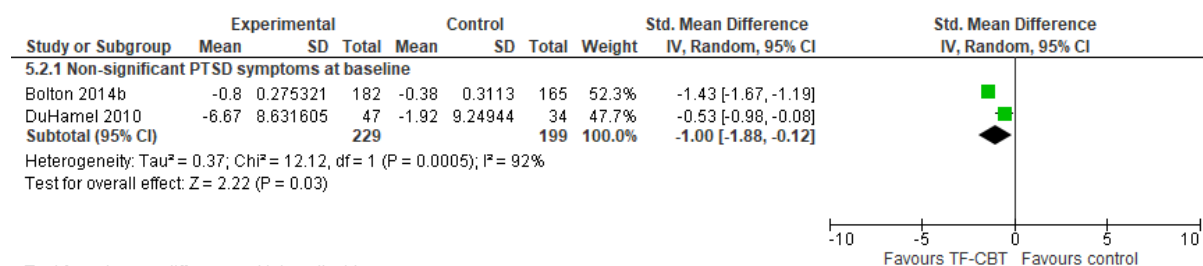 Experimental Control Std. Mean Difference Std. Mean Difference
Study or Subgroup Mean SD Total Mean SD Total Weight IV, Random, 95% CI IV, Random, 95% CI
5.2.1 Non-significant PTSD symptoms at baseline
Bolton 2014b -0.8 0.275321 182 -0.38 0.3113 165 52.3% -1.43 [-1.67, -1.19]
DuHamel 2010 -6.67 8.631605 47 -1.92 9.24944 34 47.7% -0.53 [-0.98, -0.08]
Subtotal (95% CI) 229 199 100.0% -1.00 [-1.88, -0.12]
Heterogeneity: Tau² = 0.37; Chi² = 12.12, df = 1 (P = 0.0005); I² = 92%
Test for overall effect: Z = 2.22 (P = 0.03)
-10 -5 0 5 10
Favours TF-CBT Favours control